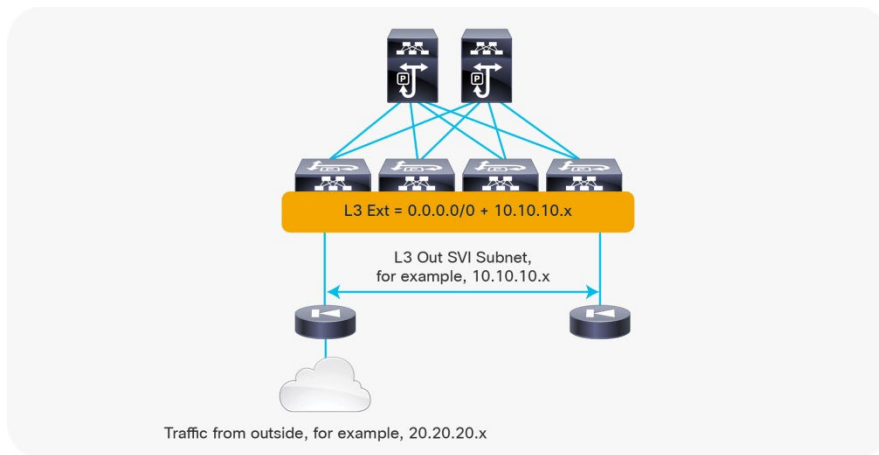 P
P
L3 Ext = 0.0.0.0/0 + 10.10.10.x
L3 Out SVI Subnet,
for example, 10.10.10.x
Traffic from outside, for example, 20.20.20.x